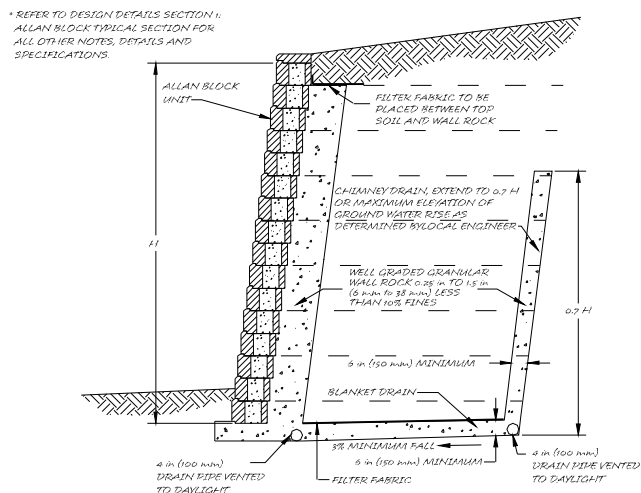 * REFER TO DESIGN DETAILS SECTION 1:
ALLAN BLOCK TYPICAL SECTION FOR
ALL OTHER NOTES, DETAILS AND
SPECIFICATIONS.
ALLAN BLOCK
UNIT
FILTER FABRIC TO BE
PLACED BETWEEN TOP
SOIL AND WALL ROCK
CHIMNEY DRAIN, EXTEND TO 0.7 H
OR MAXIMUM ELEVATION OF
GROUND WATER RISE AS
DETERMINED BYLOCAL ENGINEER
H
WELL GRADED GRANULAR
WALL ROCK 0.25 in TO 1.5 in
(6 mm to 38 mm) LESS
THAN 10% FINES
0.7 H
6 in (150 mm) MINIMUM
BLANKET DRAIN
3% MINIMUM FALL
6 in (150 mm) MINIMUM
FILTER FABRIC
4 in (100 mm)
DRAIN PIPE VENTED
TO DAYLIGHT
4 in (100 mm)
DRAIN PIPE VENTED
TO DAYLIGHT